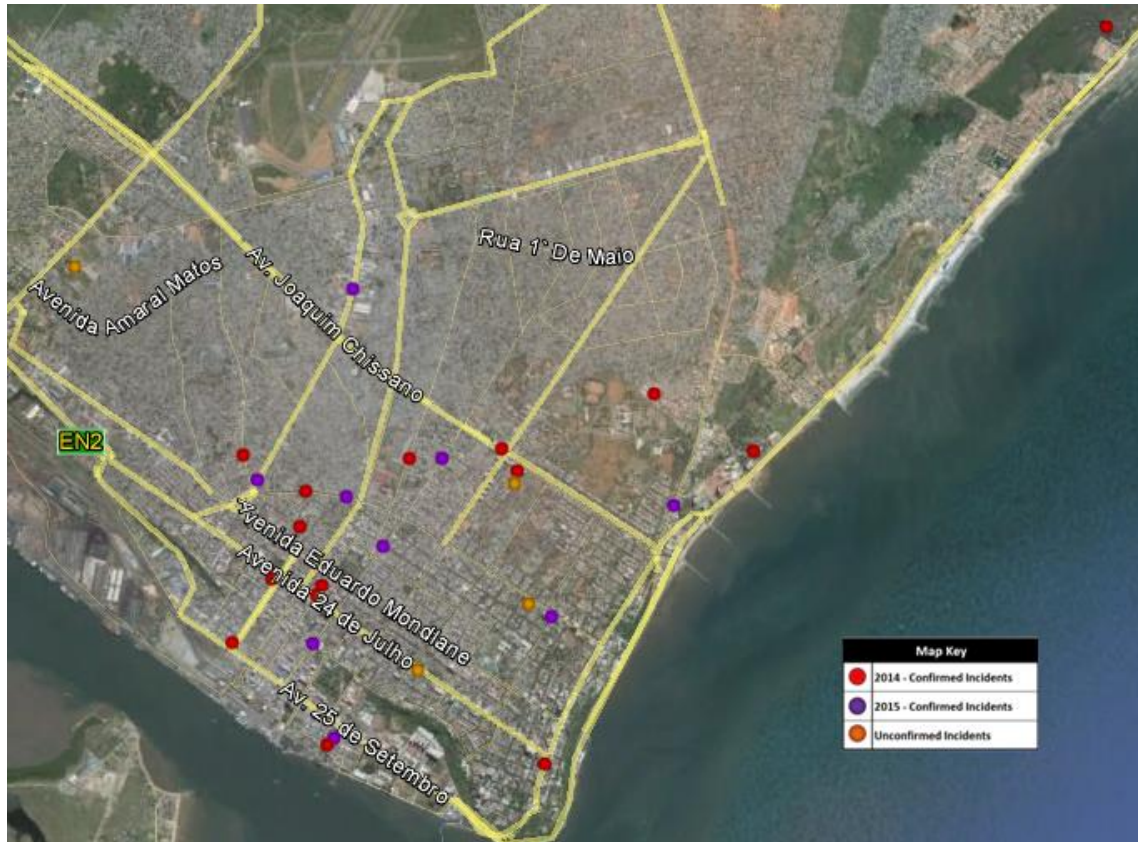 Rua 1° De Maio
Av. Joaquim Chissano
Avenida Amaral Matos
EN2
Avenida Eduardo Mondlane
Avenida 24 de Julho
Av. 25 de Setembro
Map Key
2014 - Confirmed Incidents
2015 - Confirmed Incidents
Unconfirmed Incidents